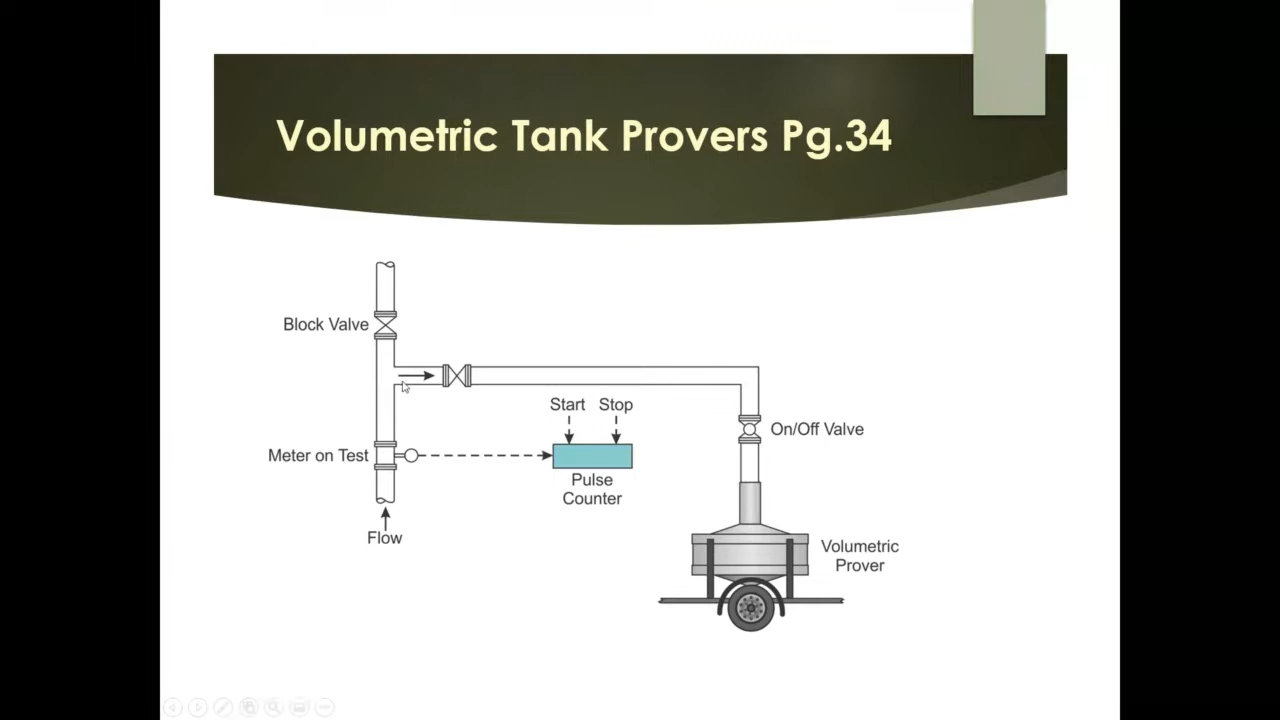 Volumetric Tank Provers Pg.34
Block Valve
Start Stop
On/Off Valve
Meter on Test
Pulse
Counter
Flow
Volumetric
Prover